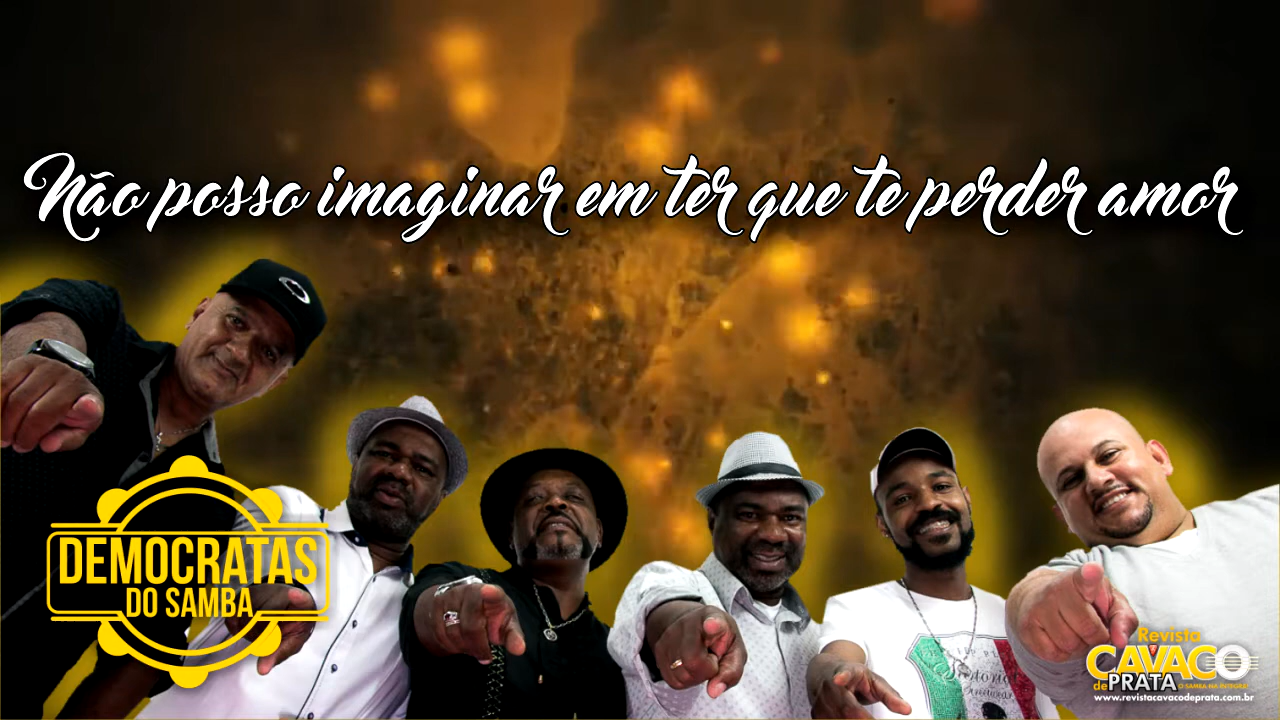 Não posso imaginar em ter que te perder amor
DEMOCRATAS
DO SAMBA
Revista
CAVACO
de PRATA
www.revistacavacodeprata.com.br